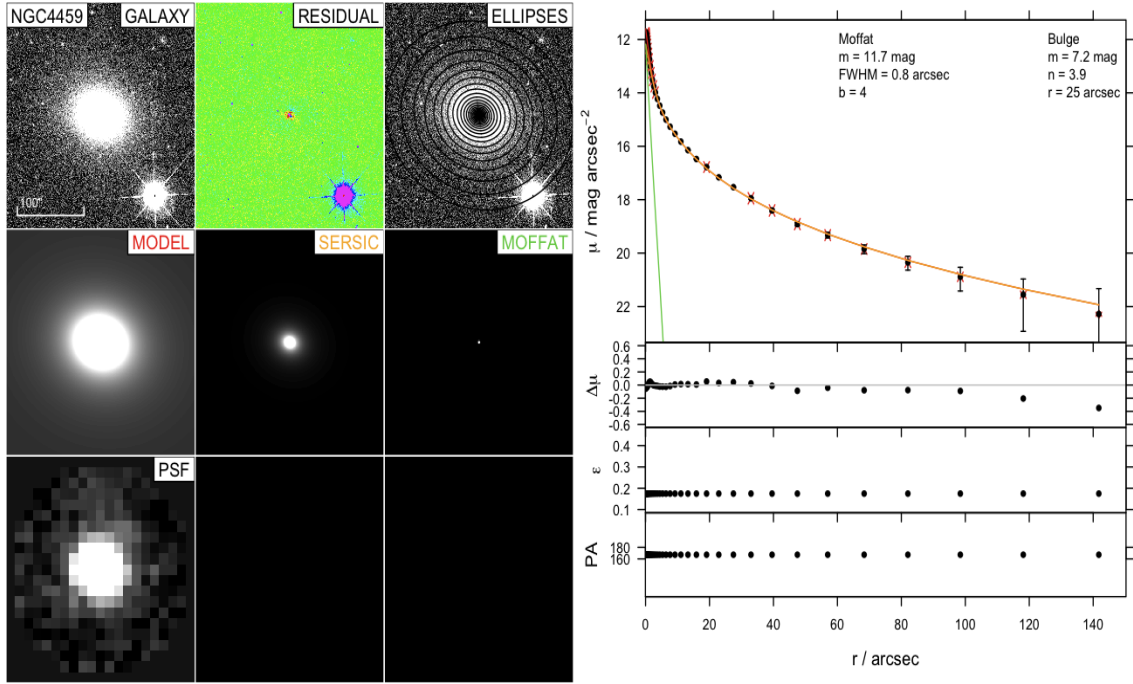 NGC4459 GALAXY RESIDUAL ELLIPSES
100"
MODEL SERSIC MOFFAT
PSF
Moffat
m = 11.7 mag
FWHM = 0.8 arcsec
b = 4
Bulge
m = 7.2 mag
n = 3.9
r = 25 arcsec
μ / mag arcsec⁻²
12
14
16
18
20
22
Δμ
0.6
0.4
0.2
0.0
-0.2
-0.4
-0.6
ε
0.4
0.3
0.2
0.1
PA
180
160
0 20 40 60 80 100 120 140
r / arcsec